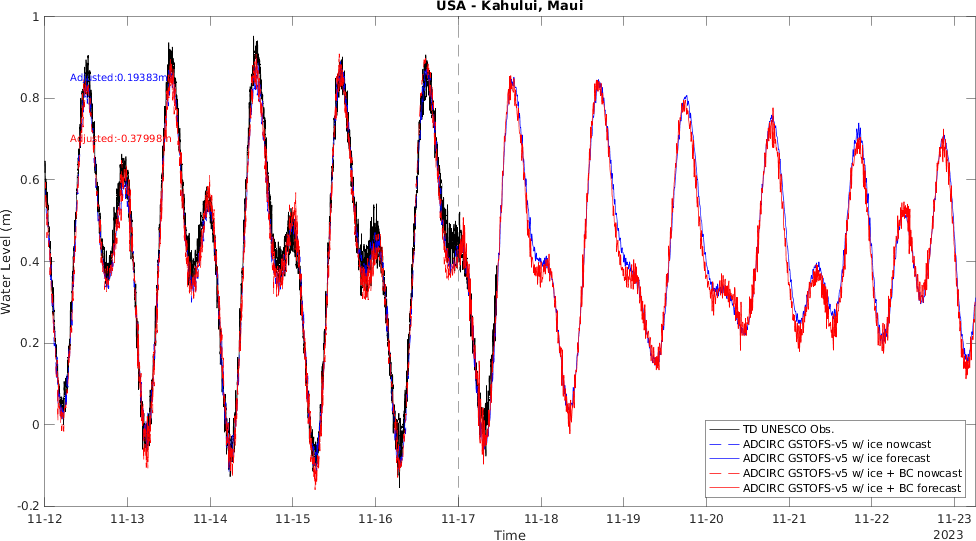 USA - Kahului, Maui
1
0.8
0.6
0.4
0.2
0
-0.2
Water Level (m)
Adjusted:0.19383m
Adjusted:-0.37998m
TD UNESCO Obs.
ADCIRC GSTOFS-v5 w/ ice nowcast
ADCIRC GSTOFS-v5 w/ ice forecast
ADCIRC GSTOFS-v5 w/ ice + BC nowcast
ADCIRC GSTOFS-v5 w/ ice + BC forecast
11-12 11-13 11-14 11-15 11-16 11-17 11-18 11-19 11-20 11-21 11-22 11-23
2023
Time